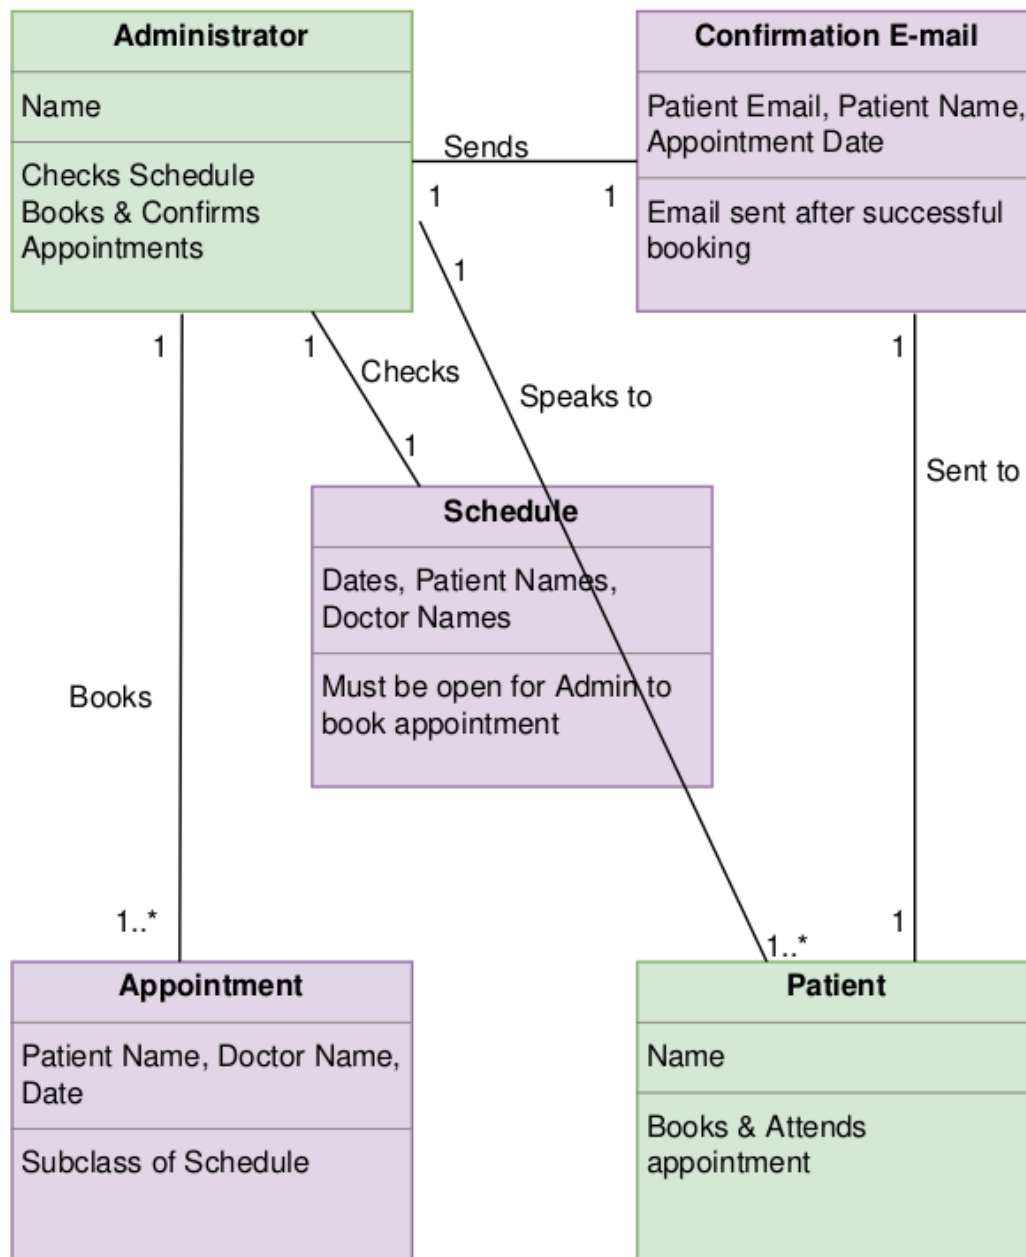 Administrator
Name
Checks Schedule
Books & Confirms
Appointments
Confirmation E-mail
Patient Email, Patient Name,
Appointment Date
Email sent after successful
booking
Sends
1
1
1
1
1
1
Checks
Speaks to
1
Sent to
Schedule
Dates, Patient Names,
Doctor Names
Must be open for Admin to
book appointment
Books
1..*
1..*
1
Appointment
Patient Name, Doctor Name,
Date
Subclass of Schedule
Patient
Name
Books & Attends
appointment